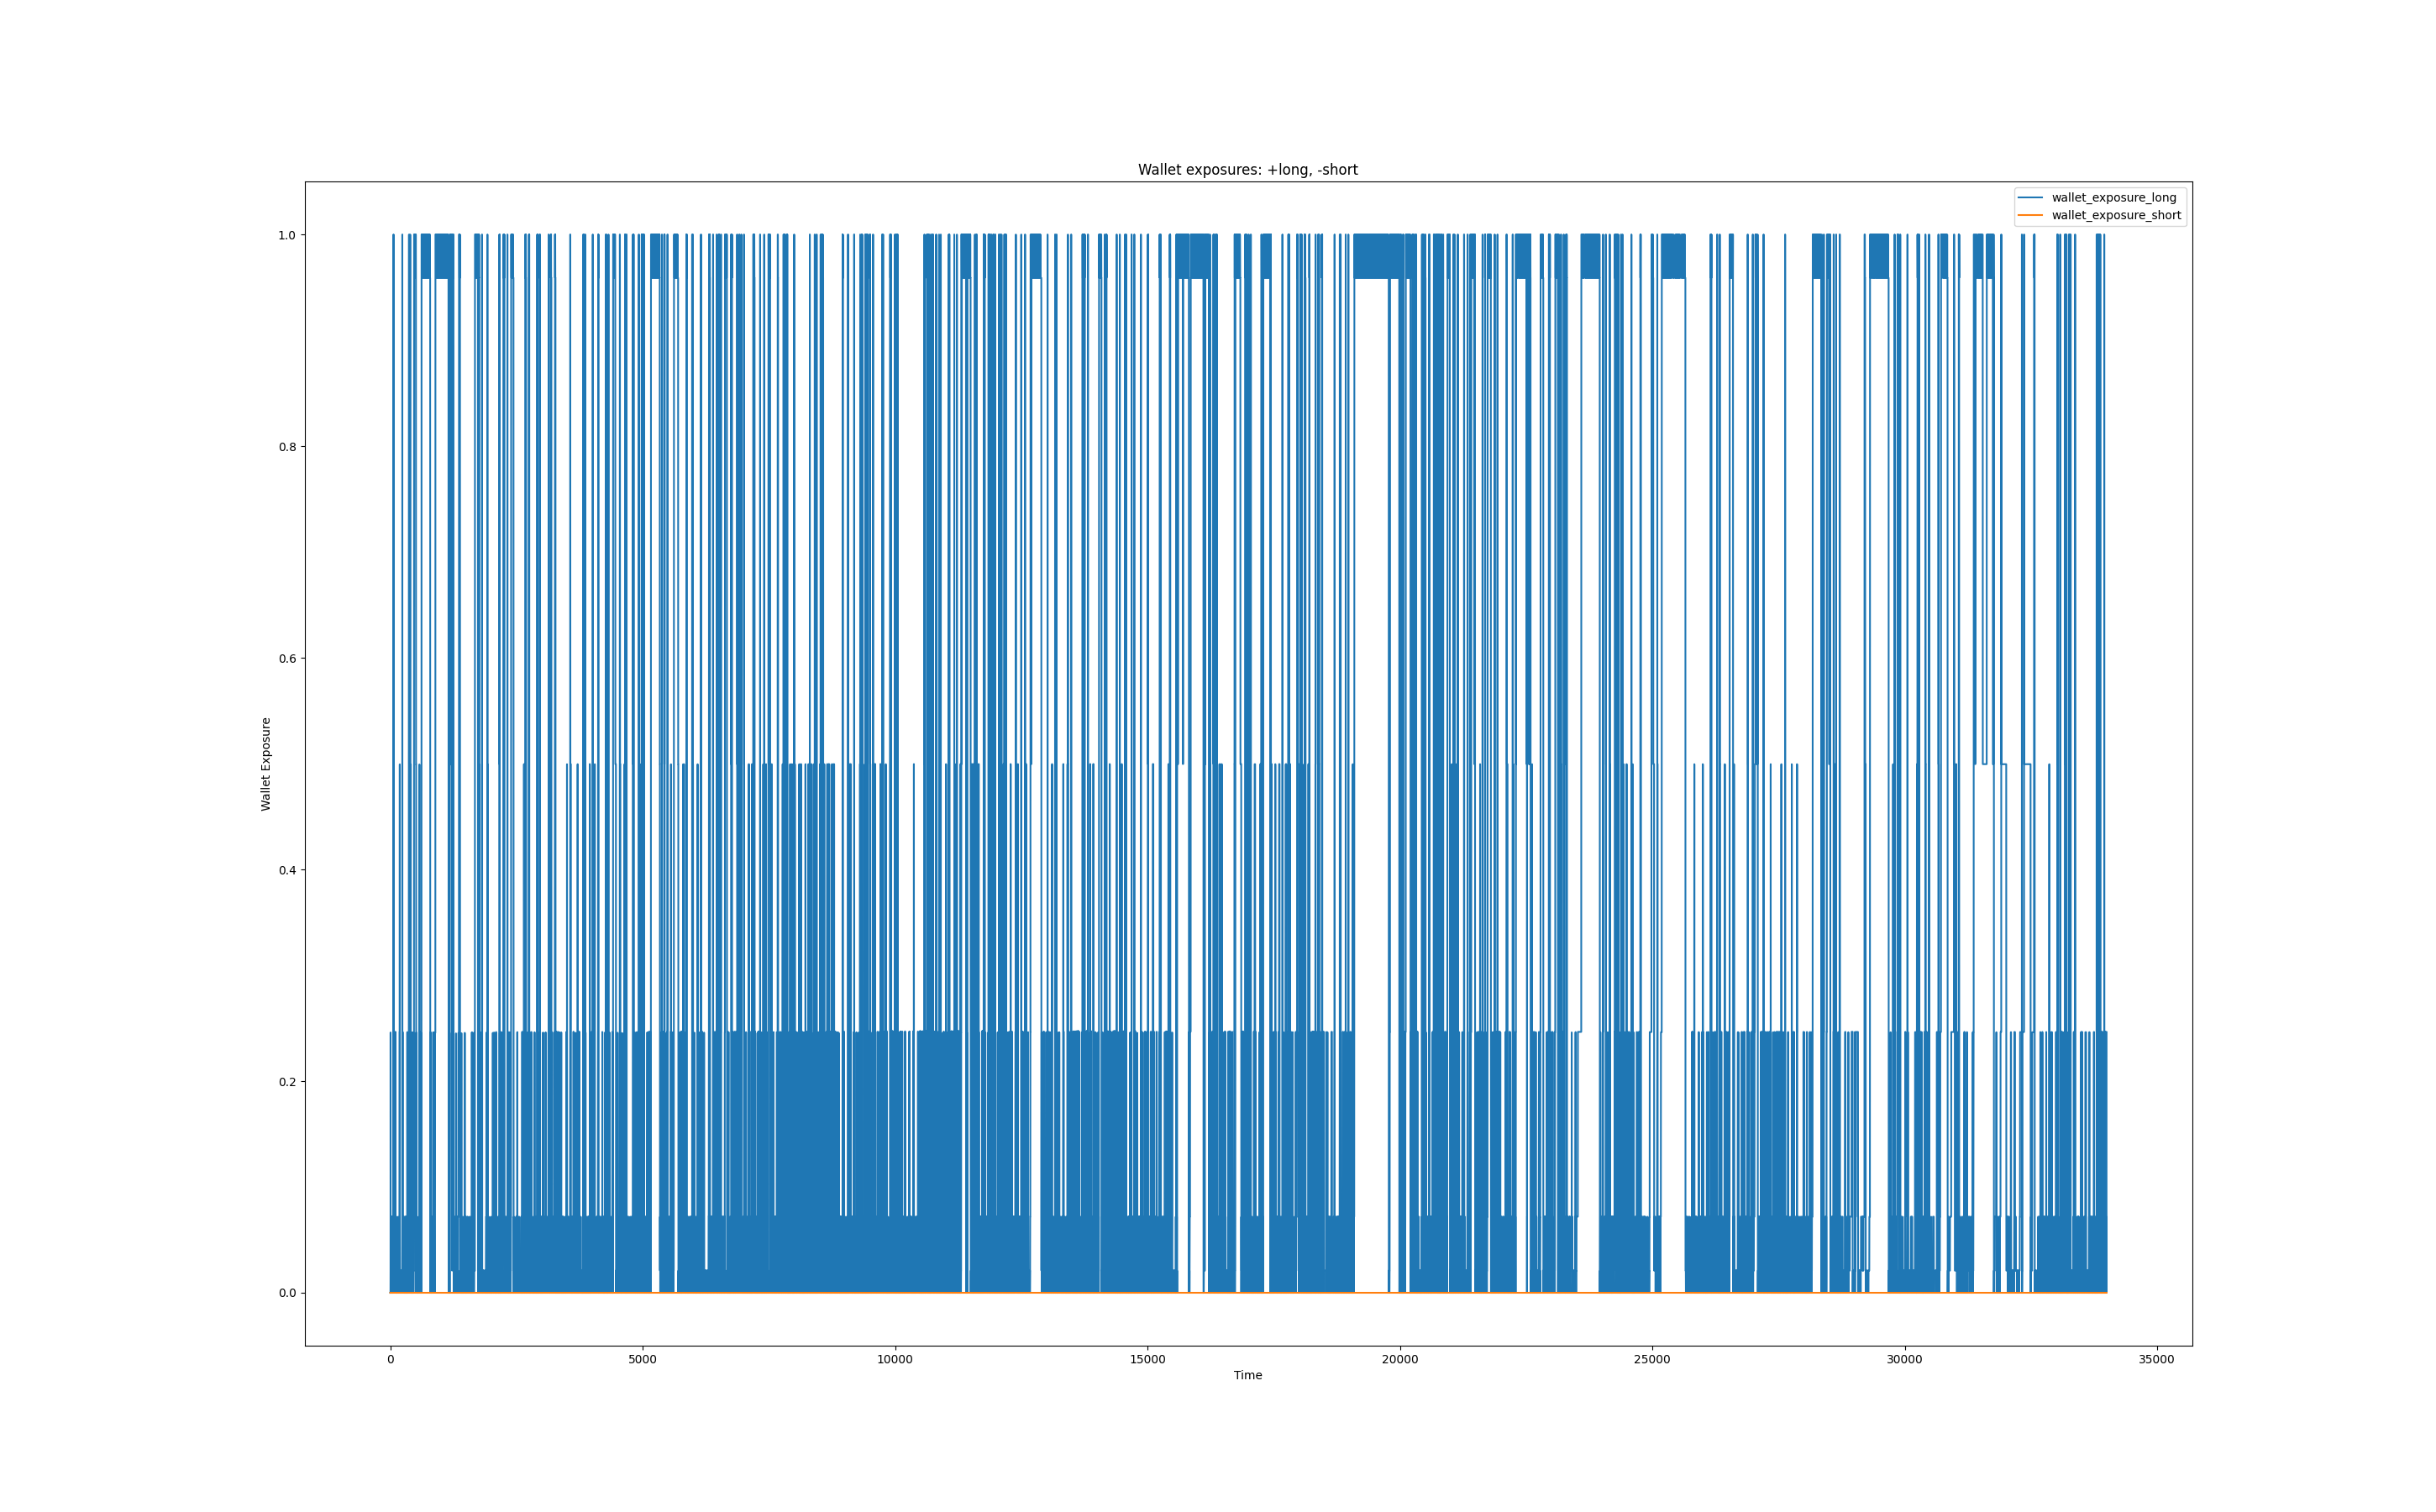 Wallet exposures: +long, -short
wallet_exposure_long
wallet_exposure_short
1.0
0.8
0.6
0.4
0.2
0.0
Wallet Exposure
0 5000 10000 15000 20000 25000 30000 35000
Time